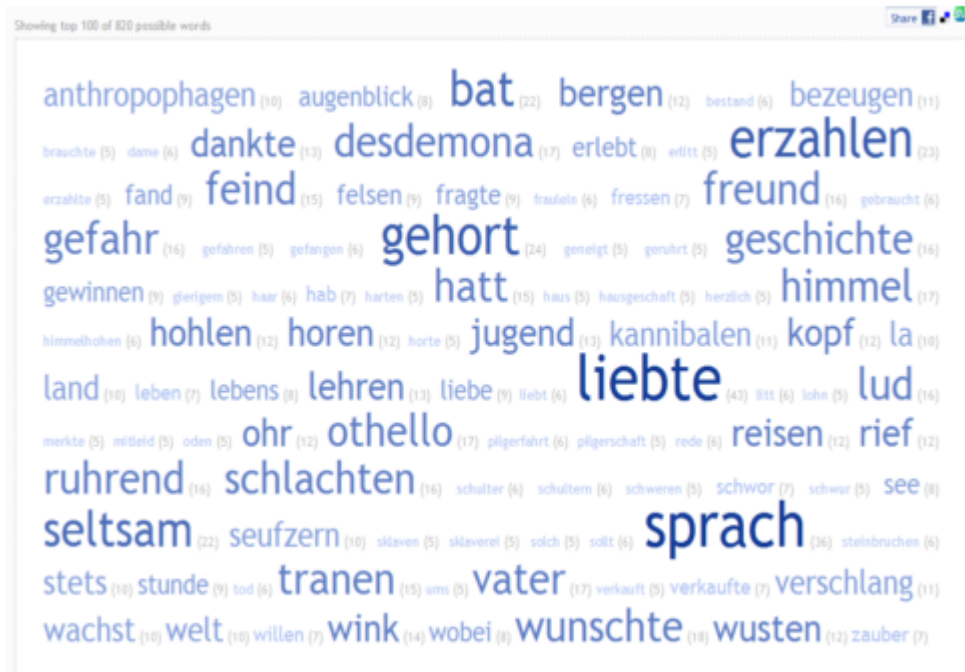 Showing top 100 of 820 possible words
Share
anthropophagen (10) augenblick (8) bat (22) bergen (12) bestand (6) bezeugen (11)
brauchte (5) dame (6) dankte (13) desdemona (17) erlebt (8) erlitt (5) erzahlen (23)
erzahlte (5) fand (9) feind (15) felsen (9) fragte (9) fraulein (6) fressen (7) freund (16) gebraucht (6)
gefahr (16) gefahren (5) gefangen (6) gehort (24) geneigt (5) geruhrt (5) geschichte (16)
gewinnen (9) gierigem (5) haar (6) hab (7) harten (5) hatt (15) haus (5) hausgeschaft (5) herzlich (5) himmel (17)
himmelhohen (6) hohlen (12) horen (12) horte (5) jugend (13) kannibalen (11) kopf (12) la (10)
land (10) leben (7) lebens (8) lehren (13) liebe (9) liebt (6) liebte (43) litt (6) lohn (5) lud (16)
merkte (5) mitleid (5) oden (5) ohr (12) othello (17) pilgerfahrt (6) pilgerschaft (5) rede (6) reisen (12) rief (12)
ruhrend (16) schlachten (16) schulter (6) schultern (6) schweren (5) schwor (7) schwur (5) see (8)
seltsam (22) seufzern (10) sklaven (5) sklaverei (5) solch (5) sollt (6) sprach (36) steinbruchen (6)
stets (10) stunde (9) tod (6) tranen (15) ums (5) vater (17) verkauft (5) verkaufte (7) verschlang (11)
wachst (10) welt (10) willen (7) wink (14) wobei (8) wunschte (18) wusten (12) zauber (7)